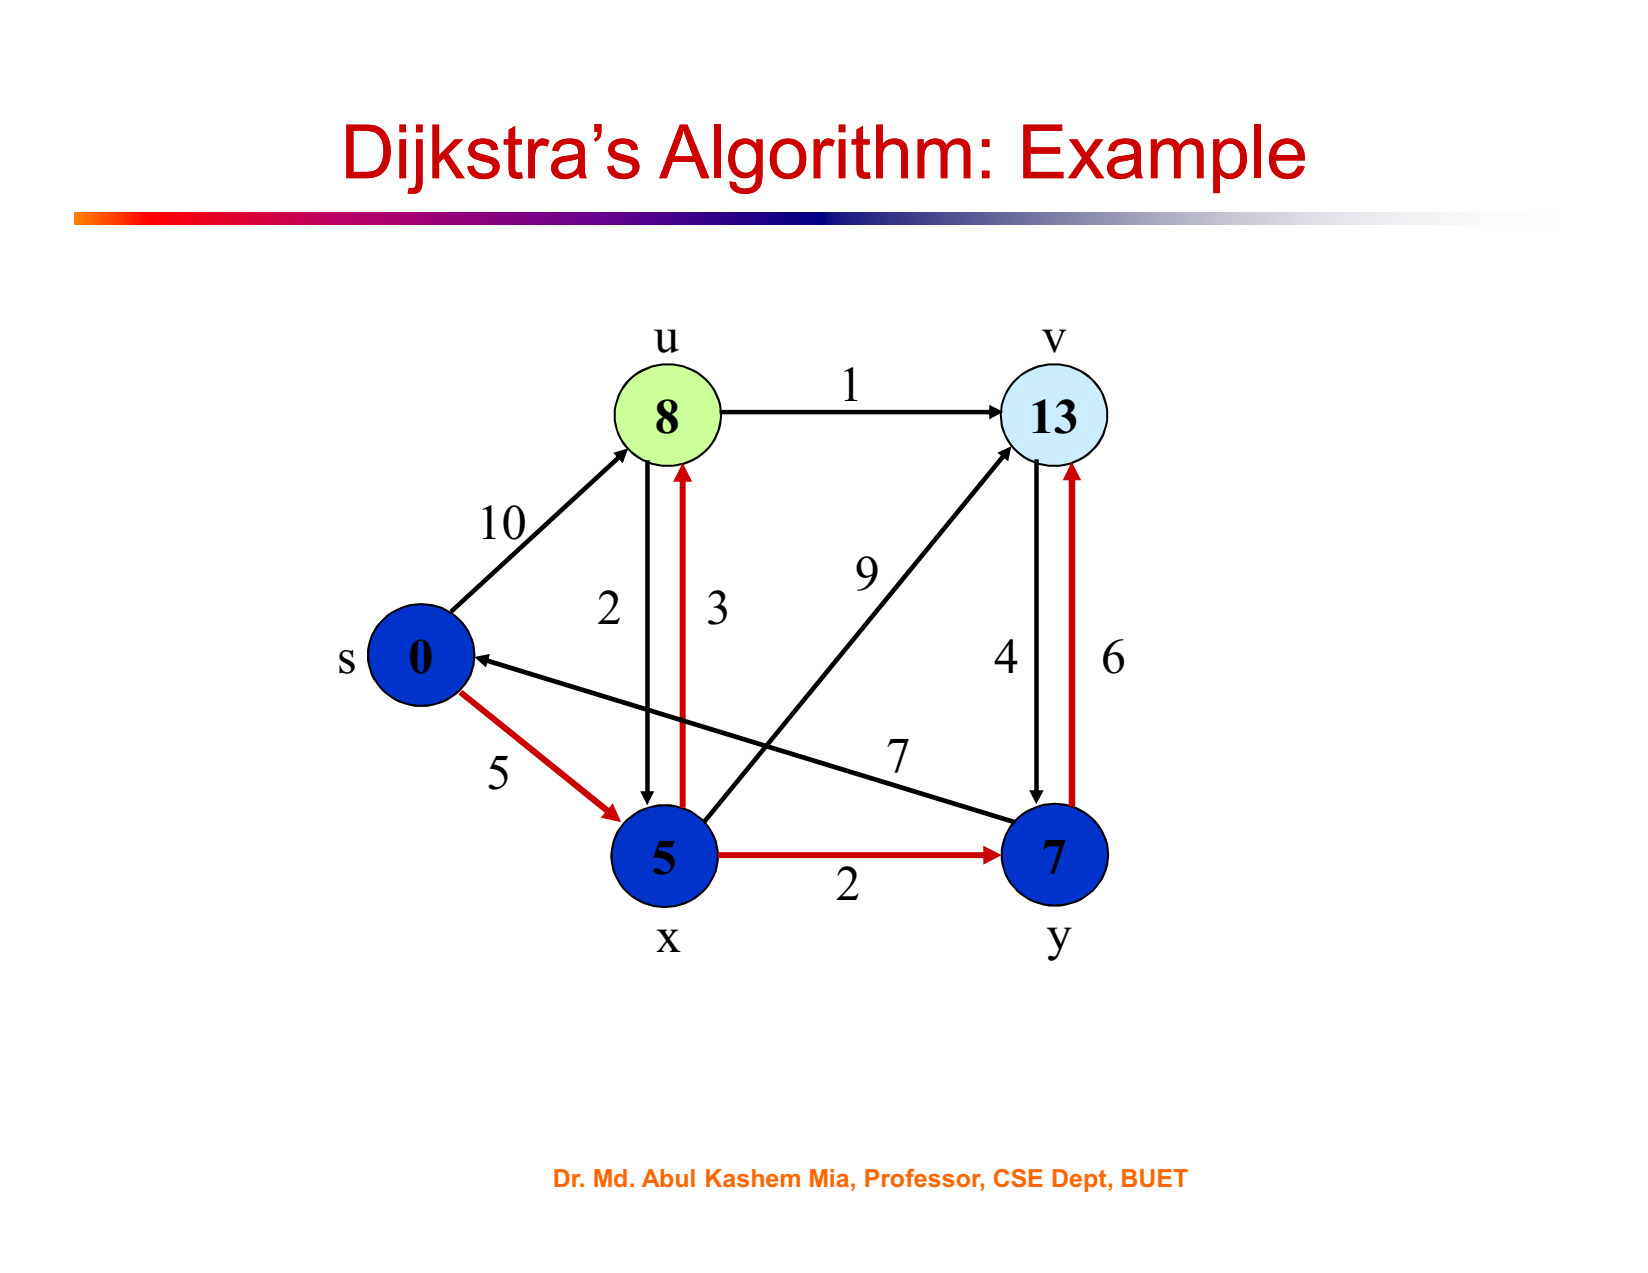 Dijkstra’s Algorithm: Example
u
v
1
8
13
10
9
2
3
s
0
4
6
5
7
5
7
2
x
y
Dr. Md. Abul Kashem Mia, Professor, CSE Dept, BUET